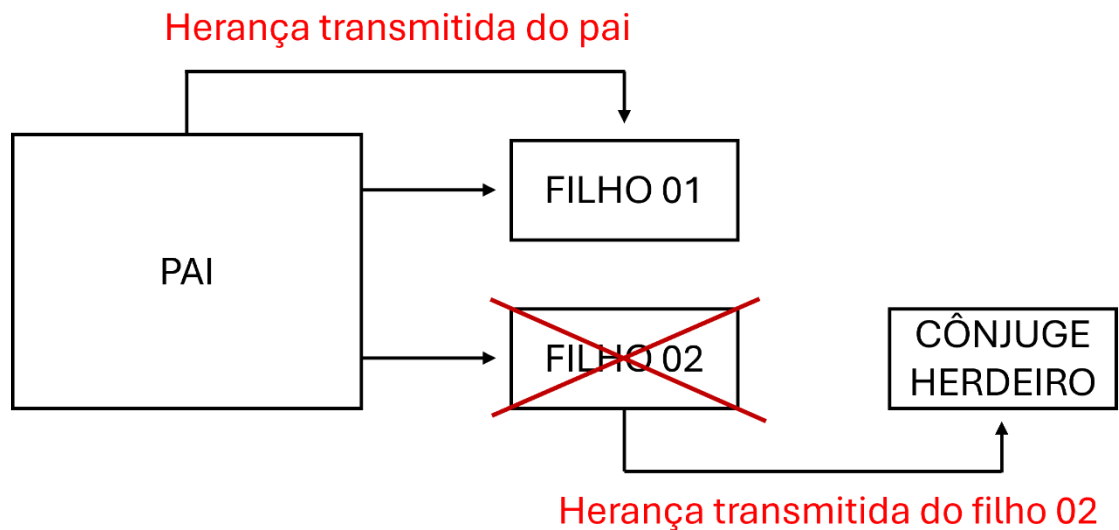 Herança transmitida do pai
FILHO 01
PAI
FILHO 02
CÔNJUGE
HERDEIRO
Herança transmitida do filho 02